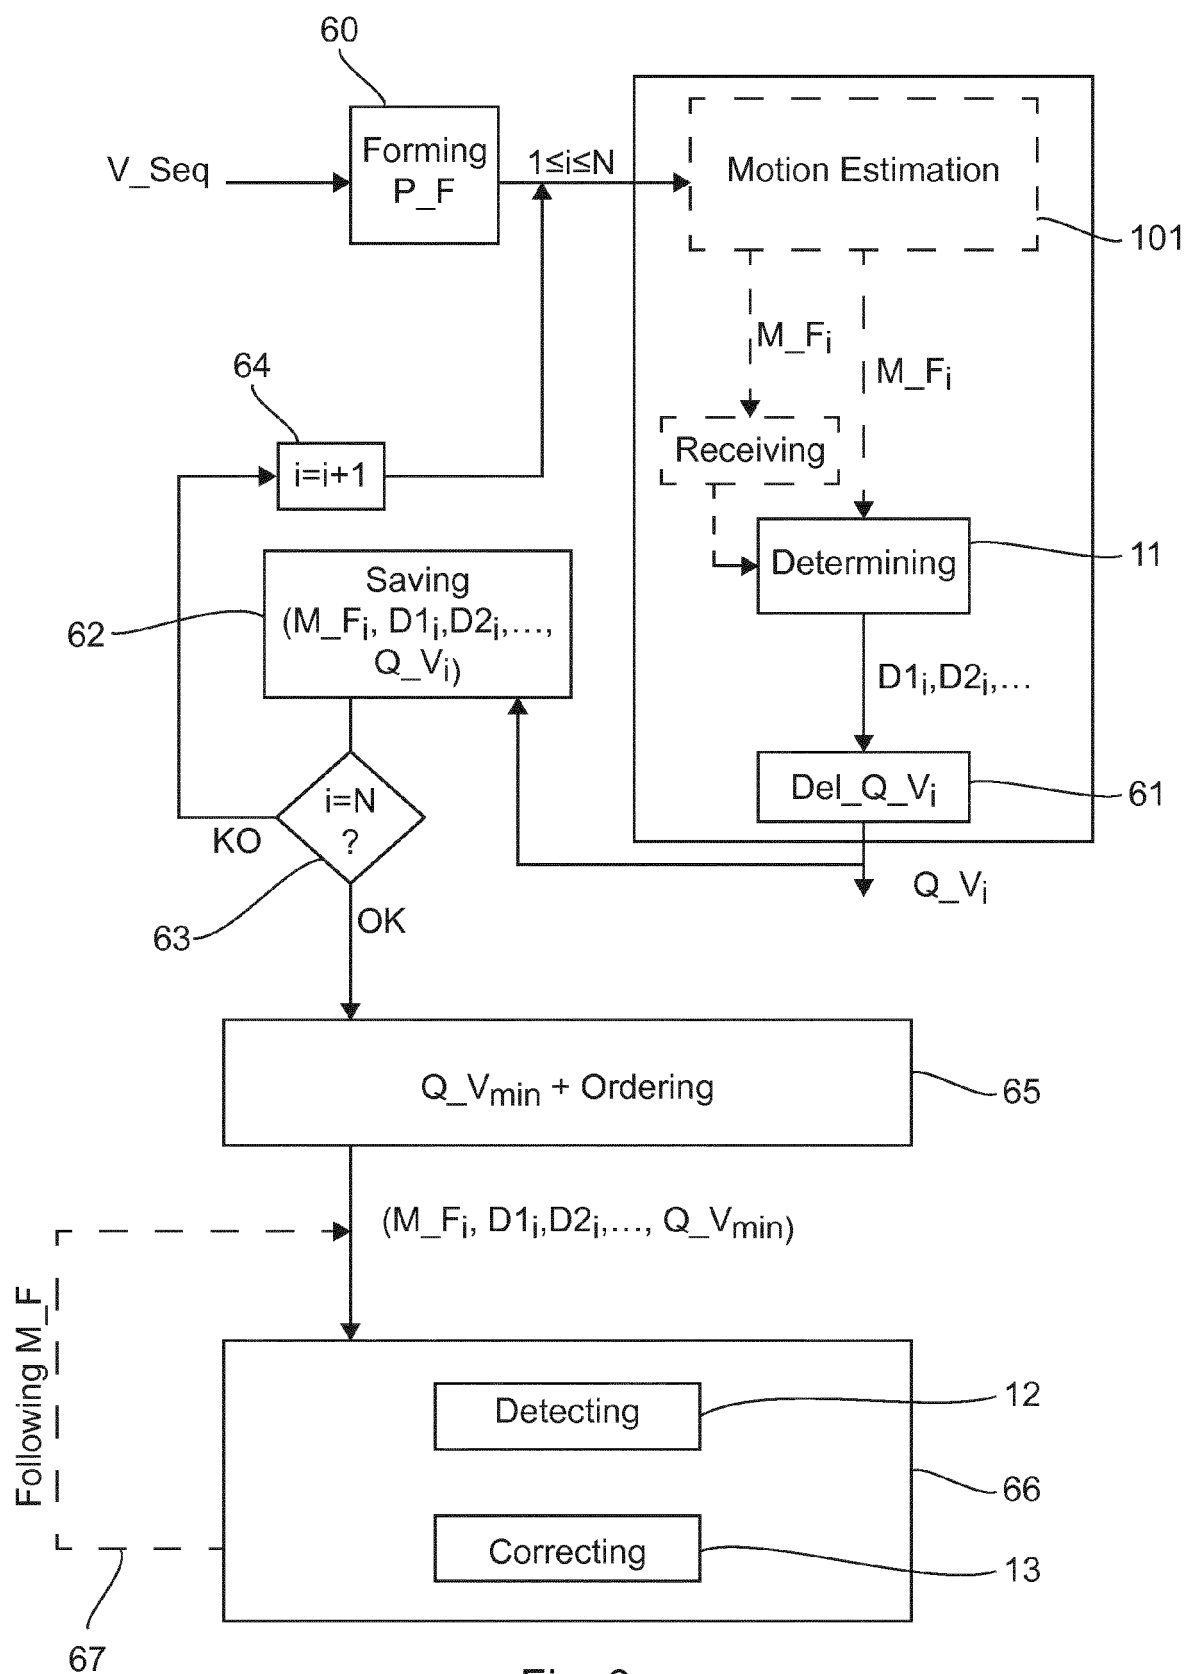 60
Forming
P_F
V_Seq
1≤i≤N
Motion Estimation
101
M_Fi
M_Fi
64
i=i+1
Receiving
Determining
11
Saving
(M_Fi, D1i,D2i,...,
Q_Vi)
62
D1i,D2i,...
Del_Q_Vi
61
i=N
?
KO
63
OK
Q_Vi
Q_Vmin + Ordering
65
(M_Fi, D1i,D2i,..., Q_Vmin)
Following M_F
Detecting
12
66
Correcting
13
67